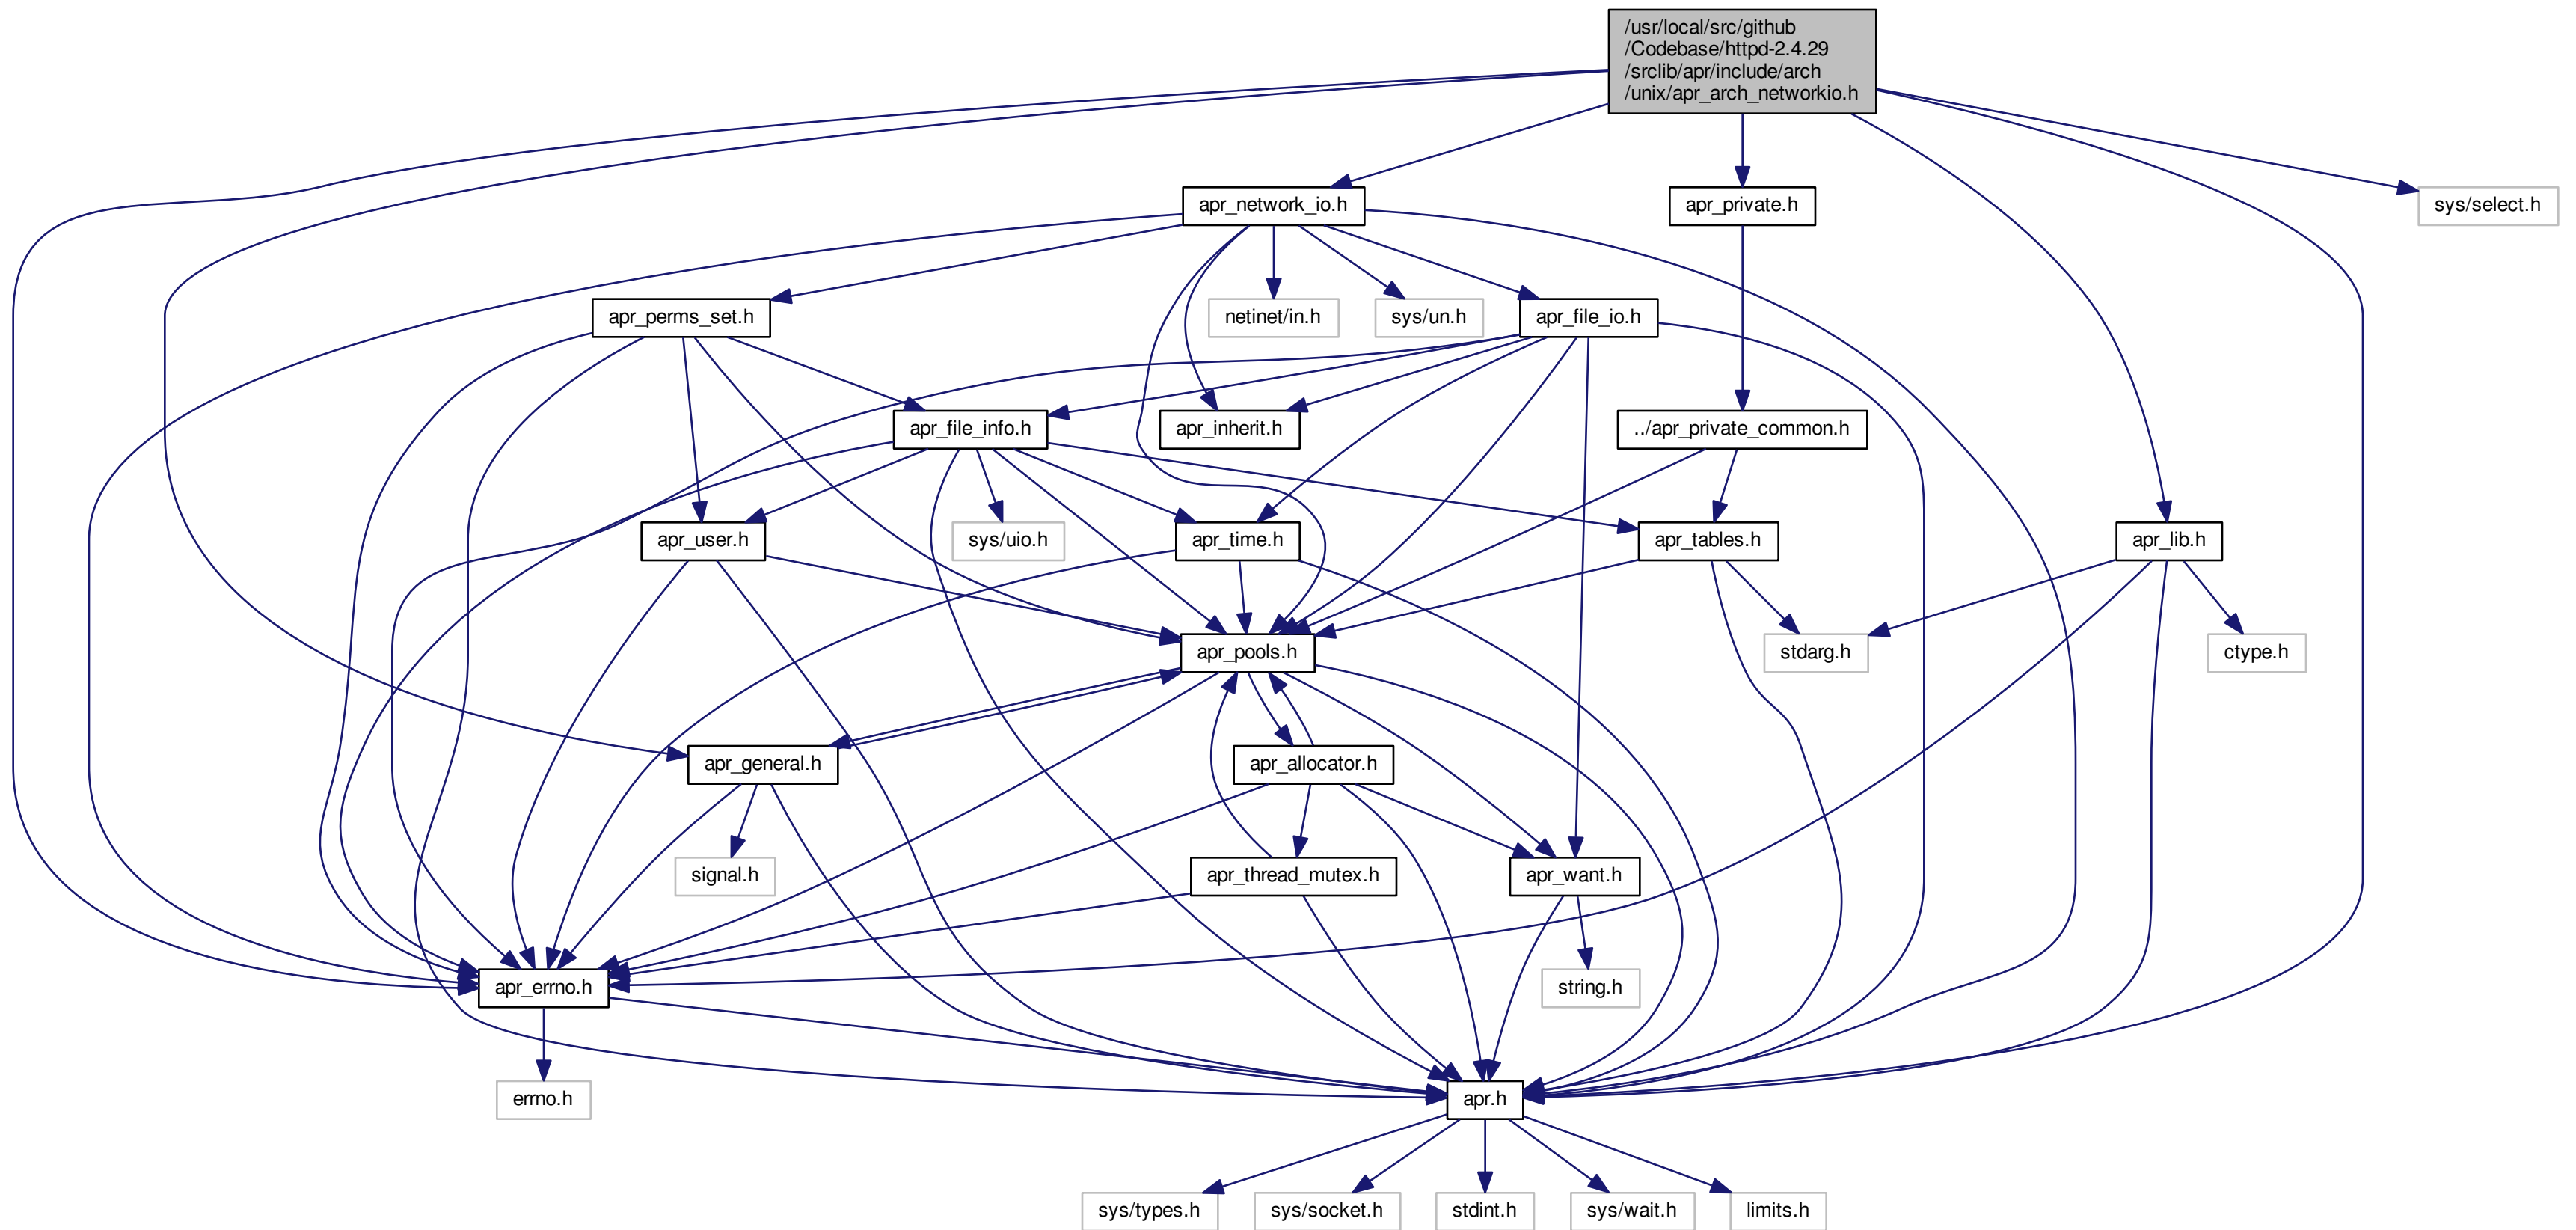 /usr/local/src/github
/Codebase/httpd-2.4.29
/srclib/apr/include/arch
/unix/apr_arch_networkio.h
apr_network_io.h
apr_private.h
sys/select.h
apr_perms_set.h
netinet/in.h
sys/un.h
apr_file_io.h
apr_file_info.h
apr_inherit.h
../apr_private_common.h
apr_user.h
sys/uio.h
apr_time.h
apr_tables.h
apr_lib.h
apr_pools.h
stdarg.h
ctype.h
apr_general.h
apr_allocator.h
signal.h
apr_thread_mutex.h
apr_want.h
apr_errno.h
string.h
errno.h
apr.h
sys/types.h
sys/socket.h
stdint.h
sys/wait.h
limits.h